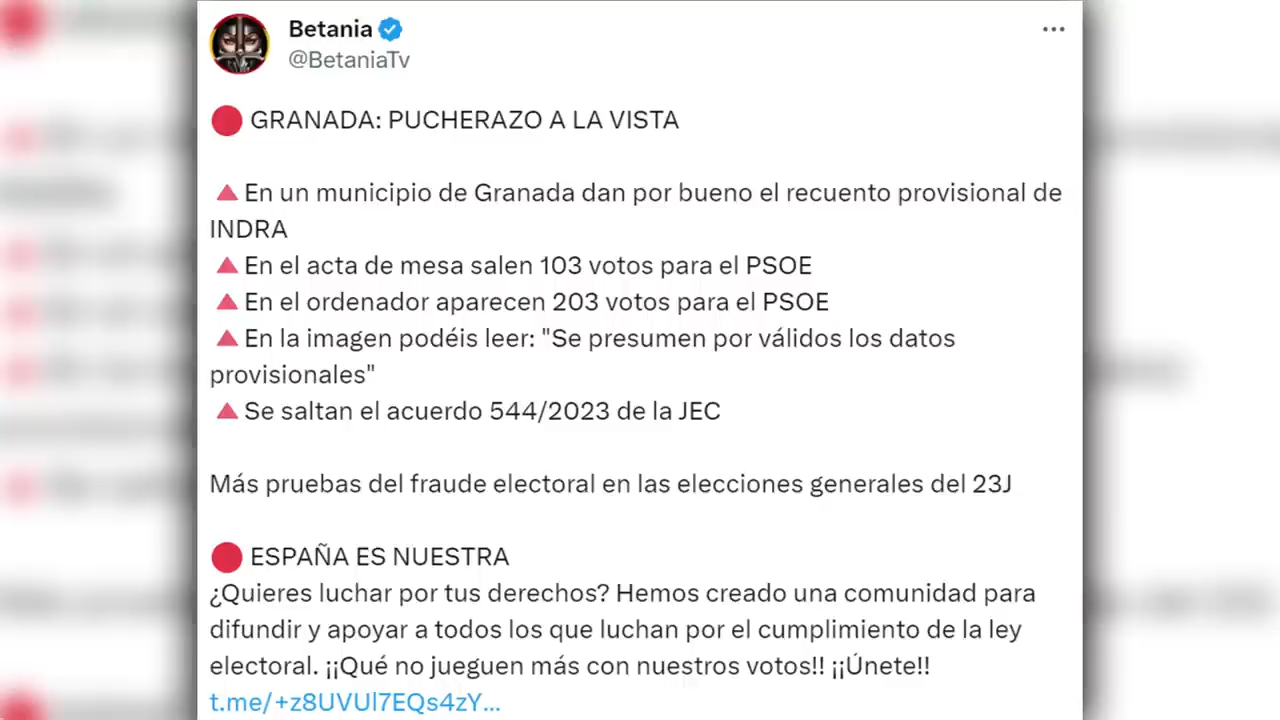 Betania
@BetaniaTv
GRANADA: PUCHERAZO A LA VISTA
En un municipio de Granada dan por bueno el recuento provisional de
INDRA
En el acta de mesa salen 103 votos para el PSOE
En el ordenador aparecen 203 votos para el PSOE
En la imagen podéis leer: "Se presumen por válidos los datos
provisionales"
Se saltan el acuerdo 544/2023 de la JEC
Más pruebas del fraude electoral en las elecciones generales del 23J
ESPAÑA ES NUESTRA
¿Quieres luchar por tus derechos? Hemos creado una comunidad para
difundir y apoyar a todos los que luchan por el cumplimiento de la ley
electoral. ¡¡Qué no jueguen más con nuestros votos!! ¡¡Únete!!
t.me/+z8UVUl7EQs4zY...